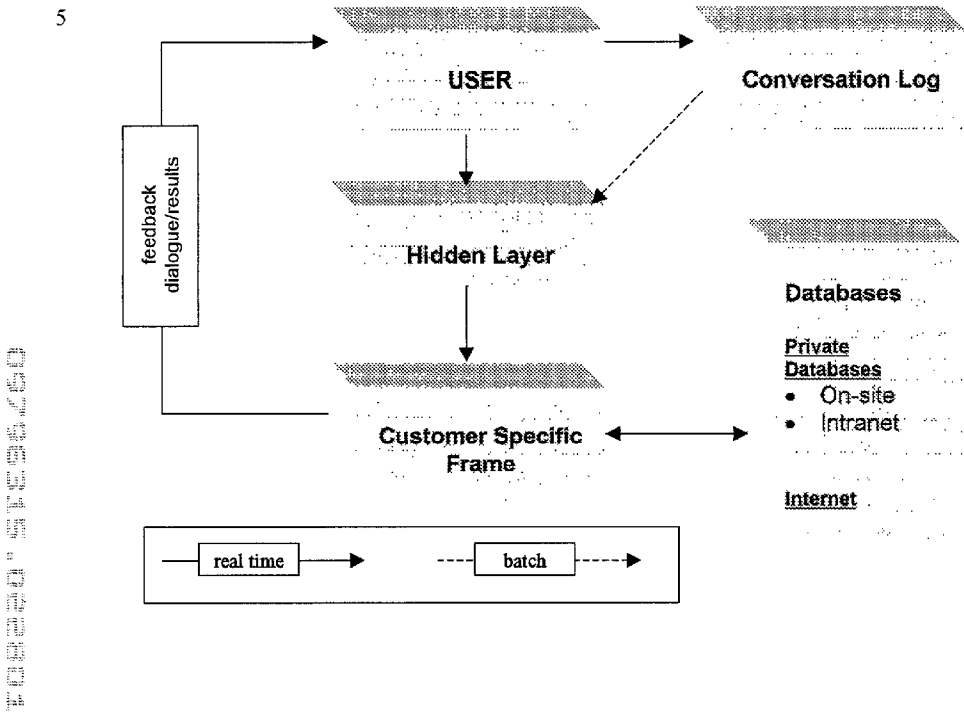 5
USER
Conversation Log
feedback
dialogue/results
Hidden Layer
Databases
Private
Databases
• On-site
• Intranet
Customer Specific
Frame
Internet
real time
batch